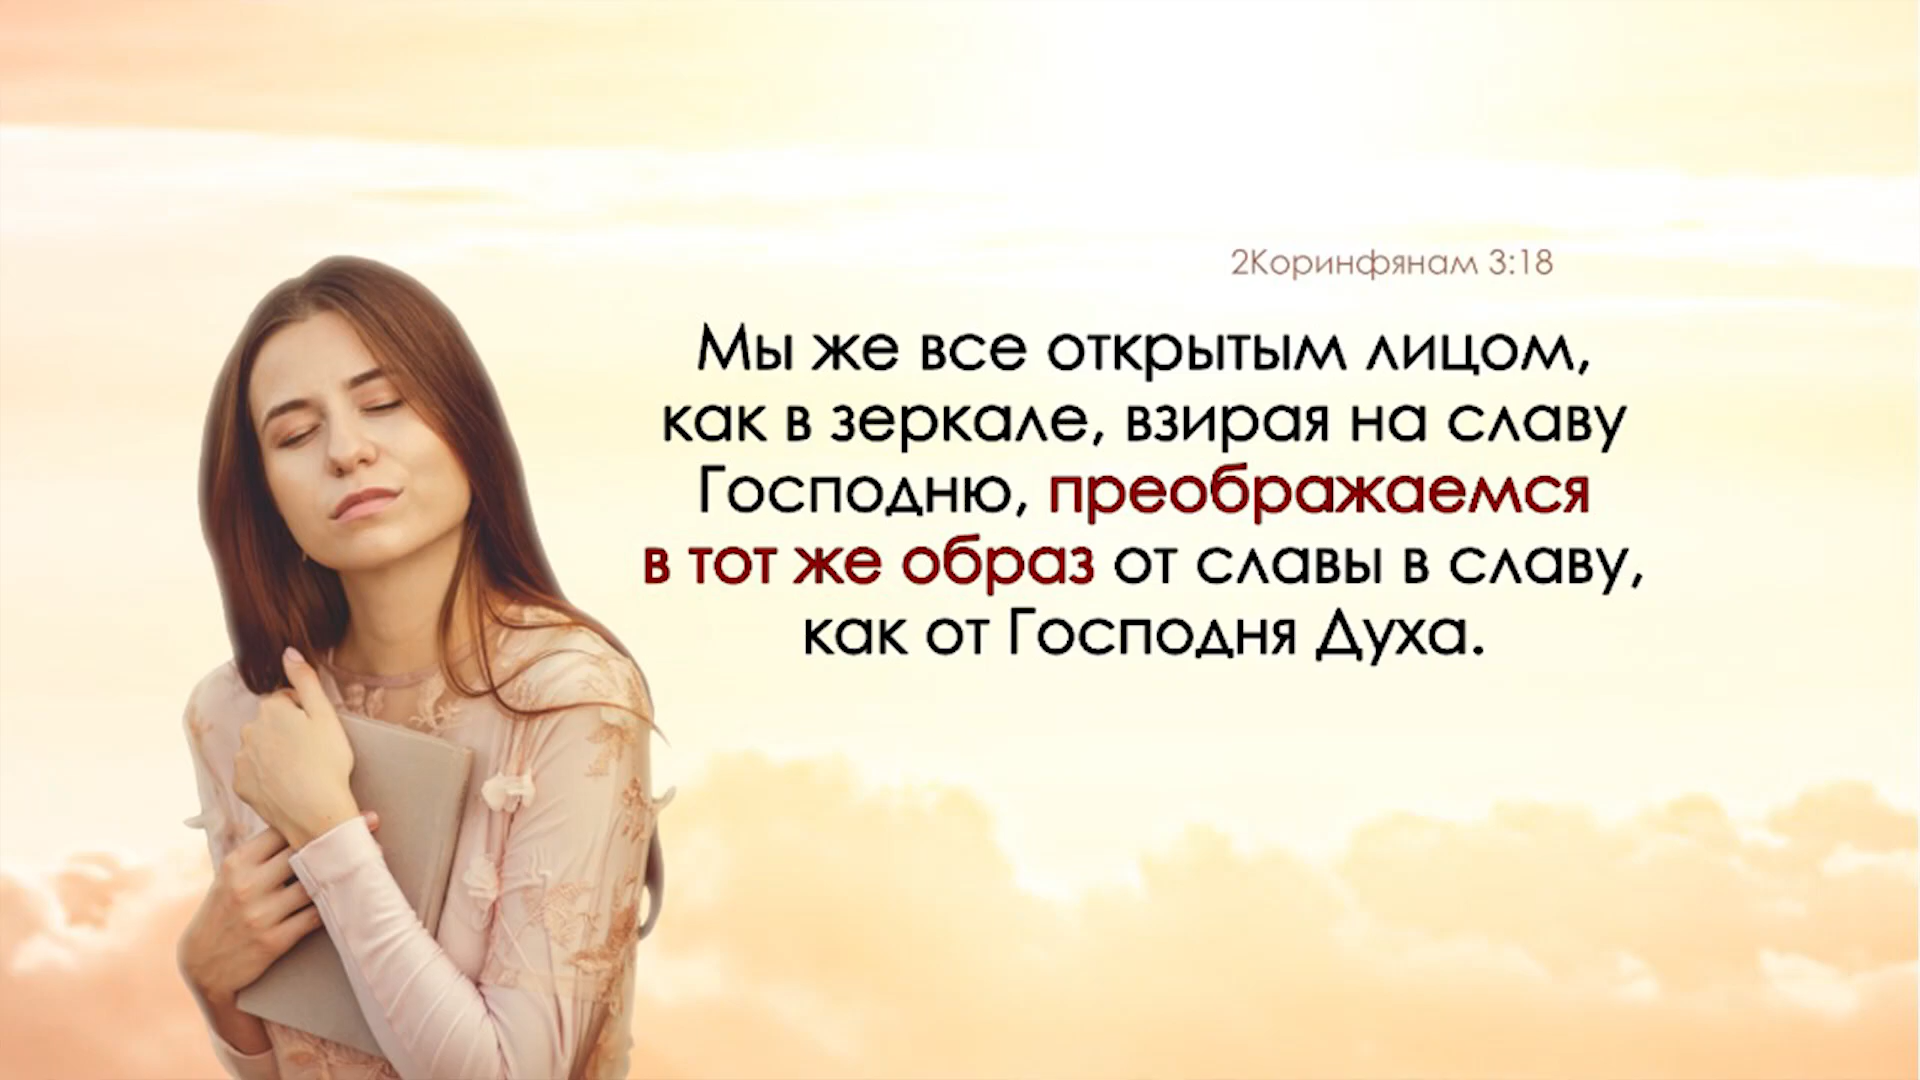 2Коринфянам 3:18
Мы же все открытым лицом,
как в зеркале, взирая на славу
Господню, преображаемся
в тот же образ от славы в славу,
как от Господня Духа.